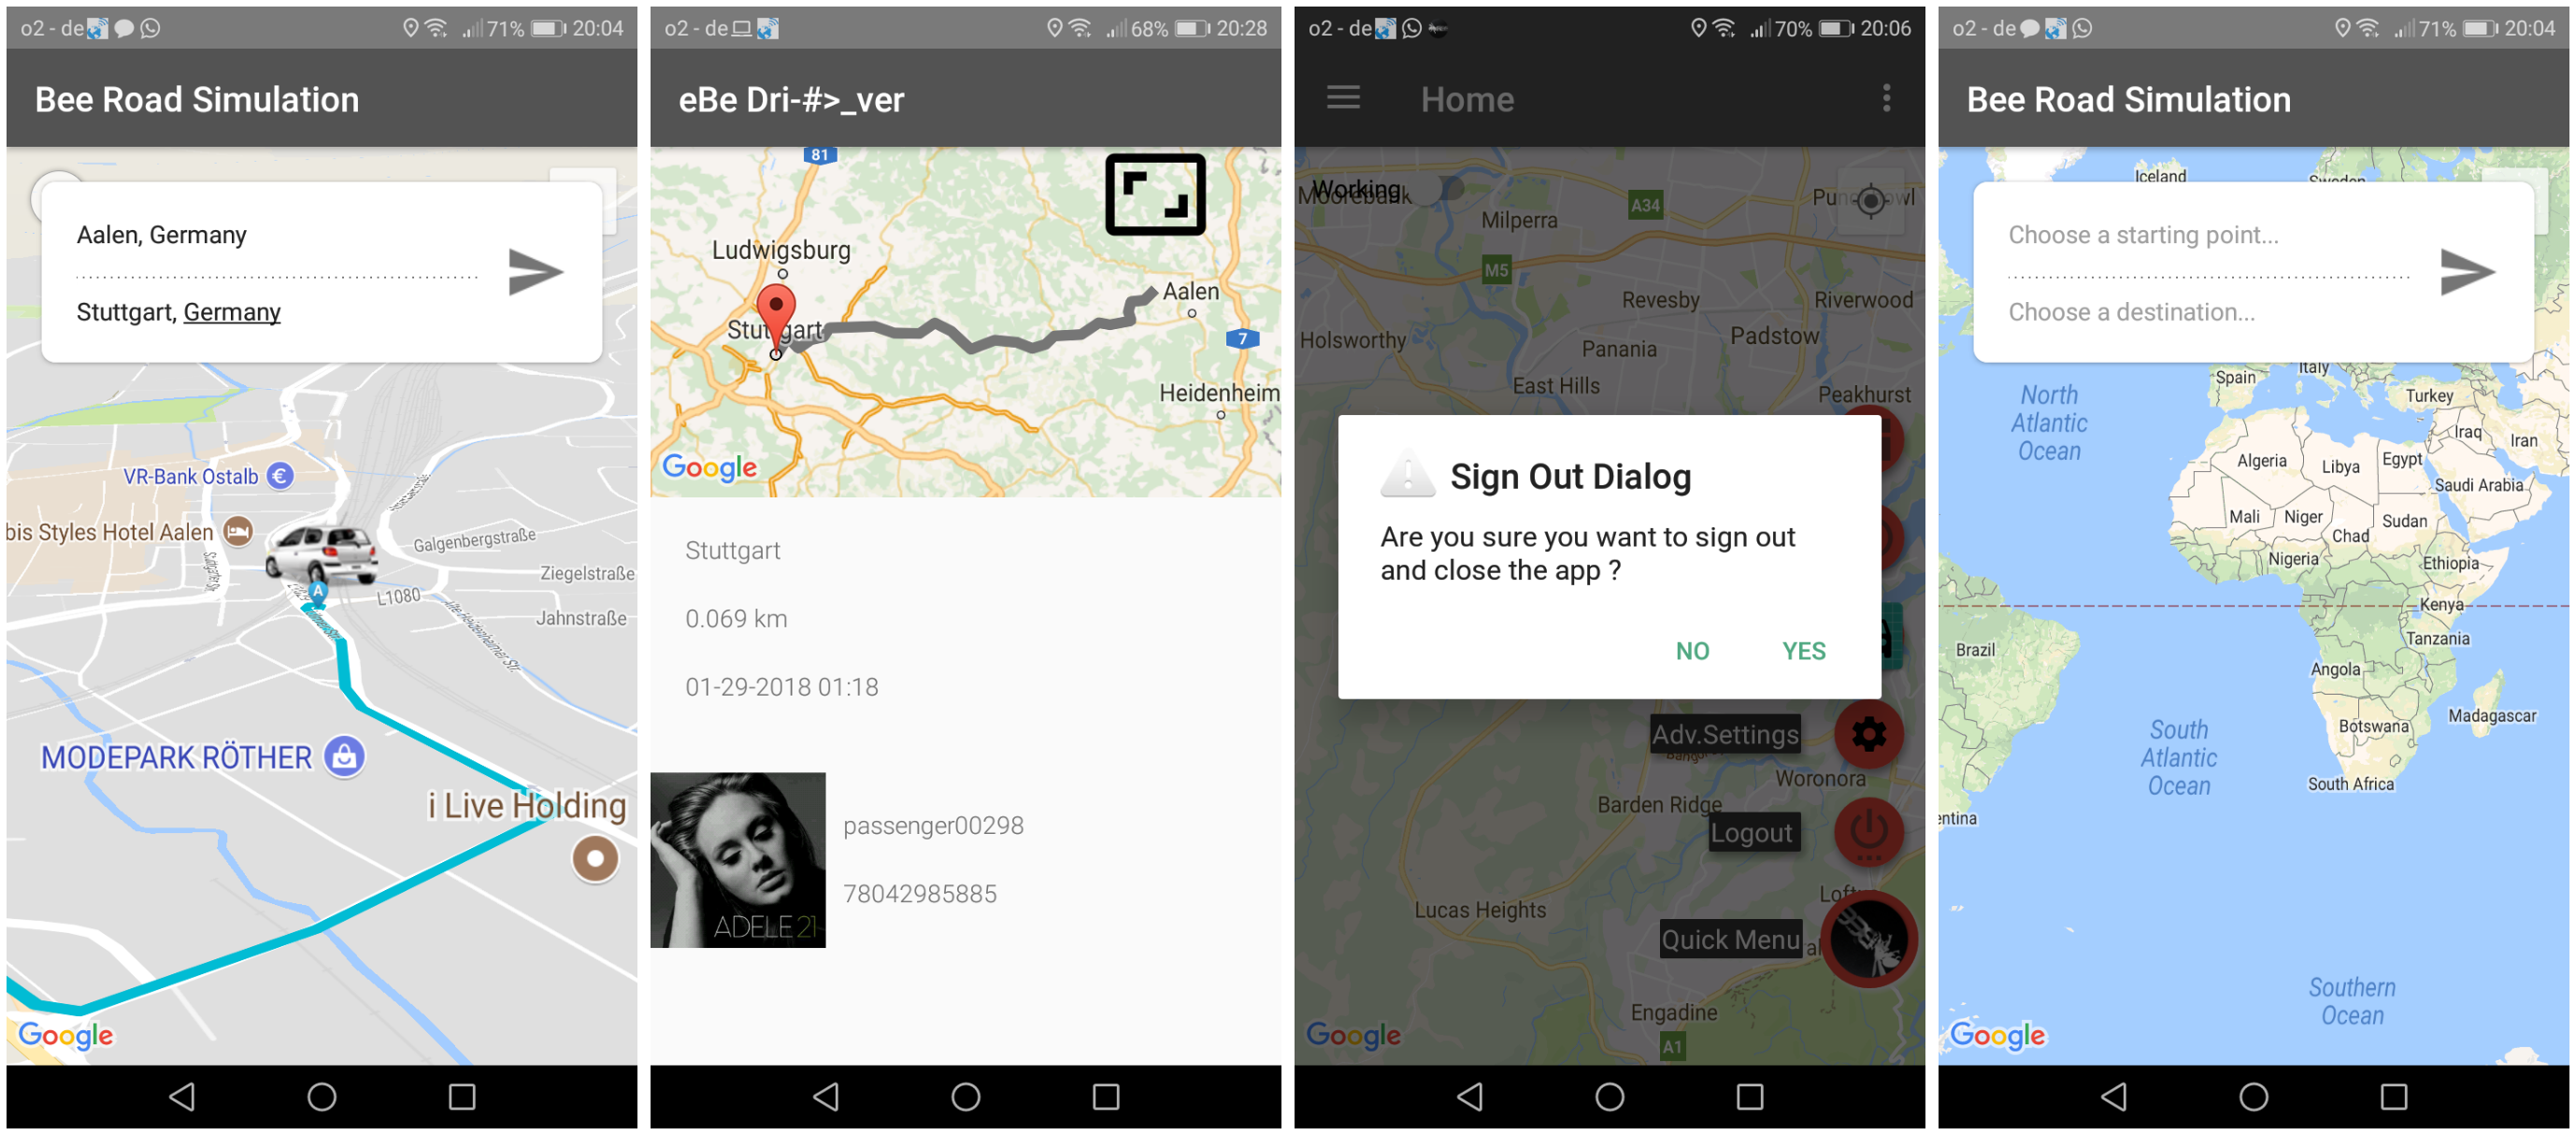 o2 - de 71% 20:04
Bee Road Simulation
Aalen, Germany
Stuttgart, Germany
VR-Bank Ostalb
bis Styles Hotel Aalen
Galgenbergstraße
Ziegelstraße
L1080
Jahnstraße
Alte Heidenheimer Str.
A
MODEPARK RÖTHER
i Live Holding
Google
o2 - de 68% 20:28
eBe Dri-#>_ver
81
Ludwigsburg
Aalen
Stuttgart
7
Heidenheim
Google
Stuttgart
0.069 km
01-29-2018 01:18
passenger00298
78042985885
ADELE 21
o2 - de 70% 20:06
Home
Working
Moorebank
Milperra
A34
M5
Revesby
Riverwood
Holsworthy
Panania
Padstow
East Hills
Peakhurst
Sign Out Dialog
Are you sure you want to sign out
and close the app ?
NO YES
Adv.Settings
Woronora
Barden Ridge
Logout
Lucas Heights
Quick Menu
Engadine
A1
Google
o2 - de 71% 20:04
Bee Road Simulation
Iceland
Sweden
Choose a starting point...
Choose a destination...
Spain
Italy
Turkey
North
Atlantic
Ocean
Iraq
Iran
Algeria
Libya
Egypt
Saudi Arabia
Mali
Niger
Sudan
Chad
Nigeria
Ethiopia
Kenya
Brazil
Tanzania
Angola
Botswana
Madagascar
South
Atlantic
Ocean
South Africa
entina
Southern
Ocean
Google